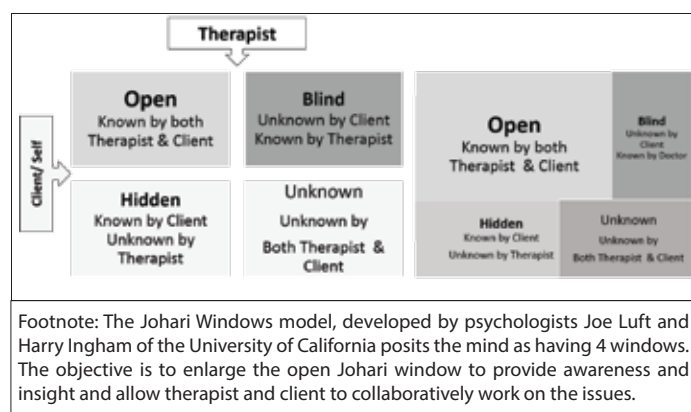 Therapist
Client/ Self
Open
Known by both
Therapist & Client
Blind
Unknown by Client
Known by Therapist
Hidden
Known by Client
Unknown by
Therapist
Unknown
Unknown by
Both Therapist &
Client
Open
Known by both
Therapist & Client
Blind
Unknown by
Client
Known by Doctor
Hidden
Known by Client
Unknown by Therapist
Unknown
Unknown by
Both Therapist & Client
Footnote: The Johari Windows model, developed by psychologists Joe Luft and
Harry Ingham of the University of California posits the mind as having 4 windows.
The objective is to enlarge the open Johari window to provide awareness and
insight and allow therapist and client to collaboratively work on the issues.